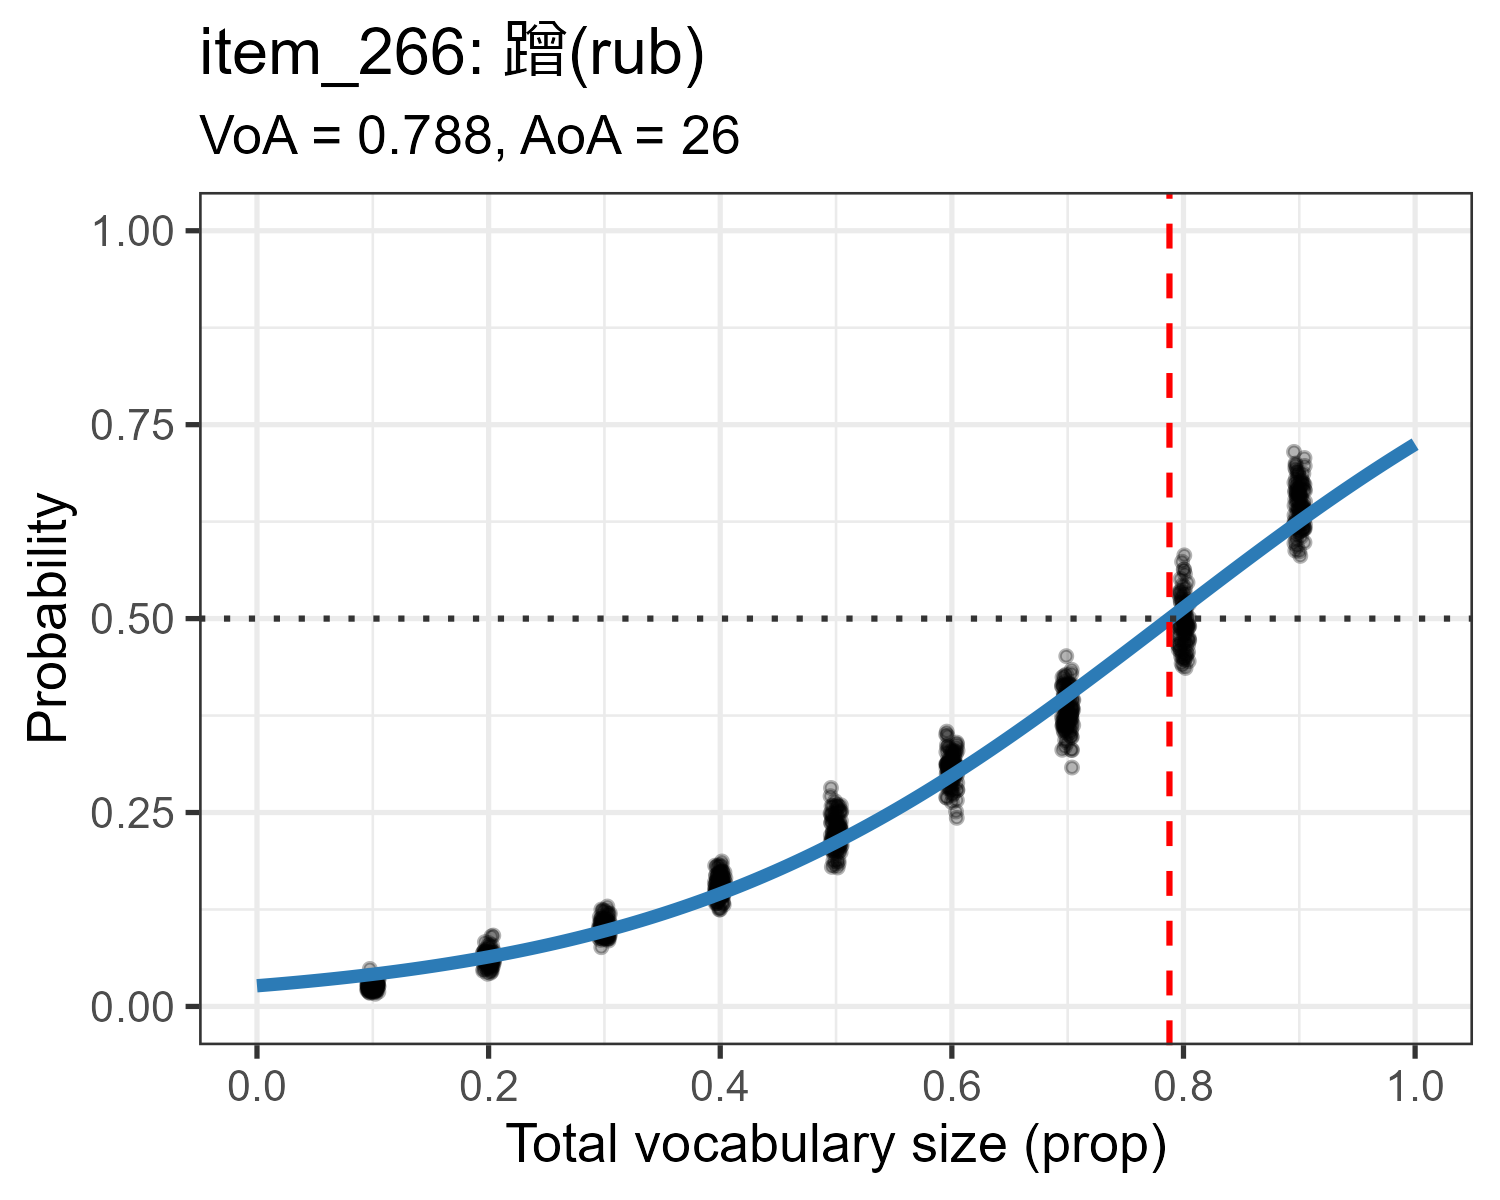 item_266: 蹭(rub)
VoA = 0.788, AoA = 26
1.00
0.75
0.50
0.25
0.00
Probability
0.0 0.2 0.4 0.6 0.8 1.0
Total vocabulary size (prop)